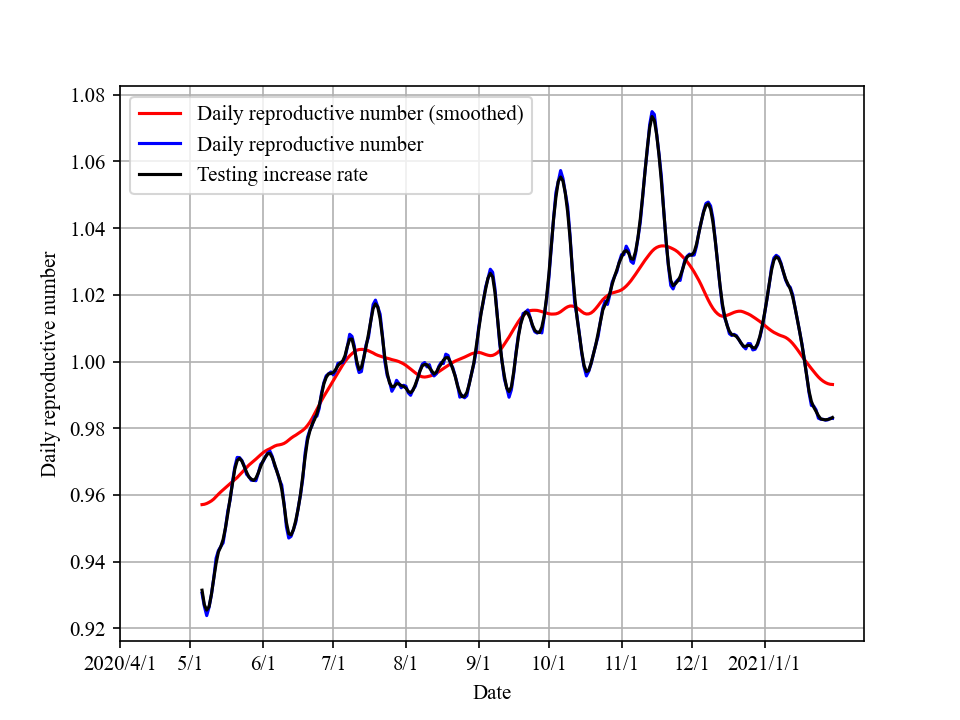 1.08
1.06
1.04
1.02
1.00
0.98
0.96
0.94
0.92
Daily reproductive number
Daily reproductive number (smoothed)
Daily reproductive number
Testing increase rate
2020/4/1 5/1 6/1 7/1 8/1 9/1 10/1 11/1 12/1 2021/1/1
Date